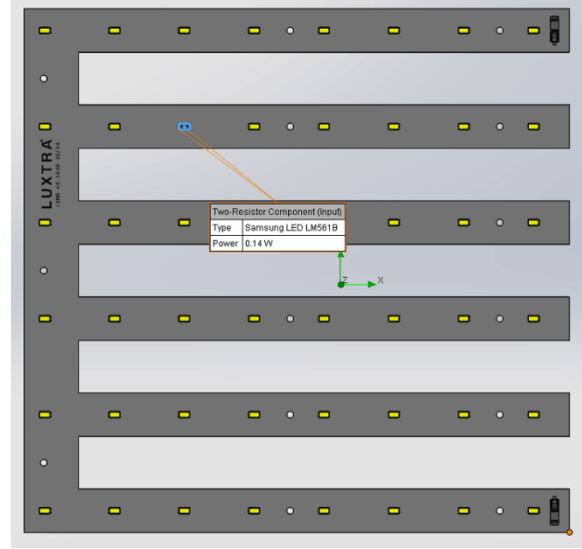 LUXTRA
Two-Resistor Component (Input)
Type Samsung LED LM561B
Power 0.14 W
Z X